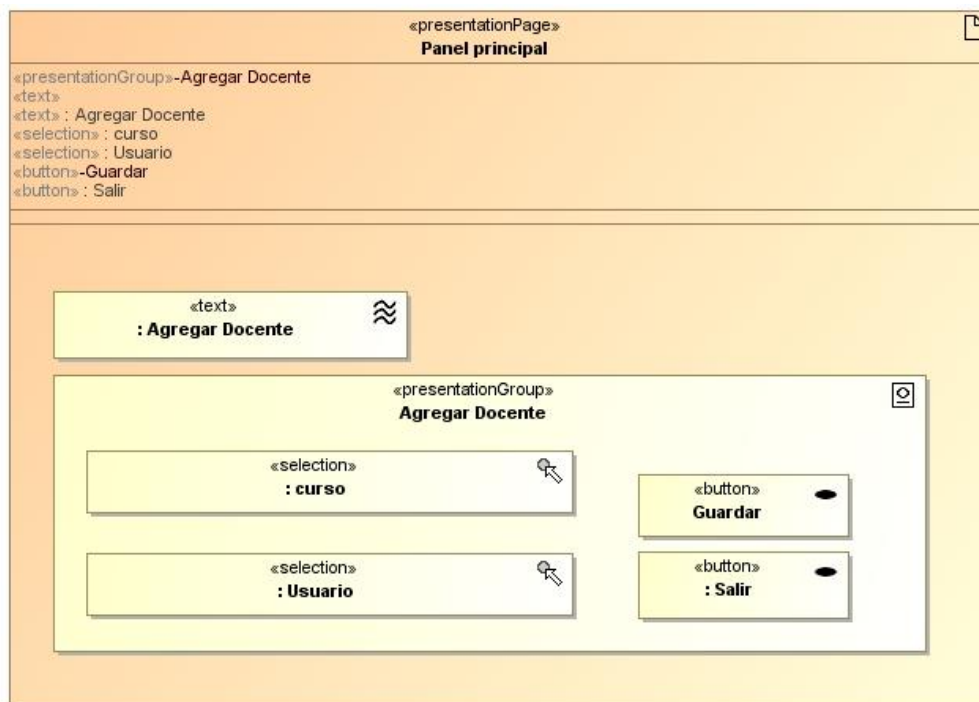 «presentationPage»
Panel principal
«presentationGroup»-Agregar Docente
«text»
«text» : Agregar Docente
«selection» : curso
«selection» : Usuario
«button»-Guardar
«button» : Salir
«text»
: Agregar Docente
«presentationGroup»
Agregar Docente
«selection»
: curso
«button»
Guardar
«selection»
: Usuario
«button»
: Salir